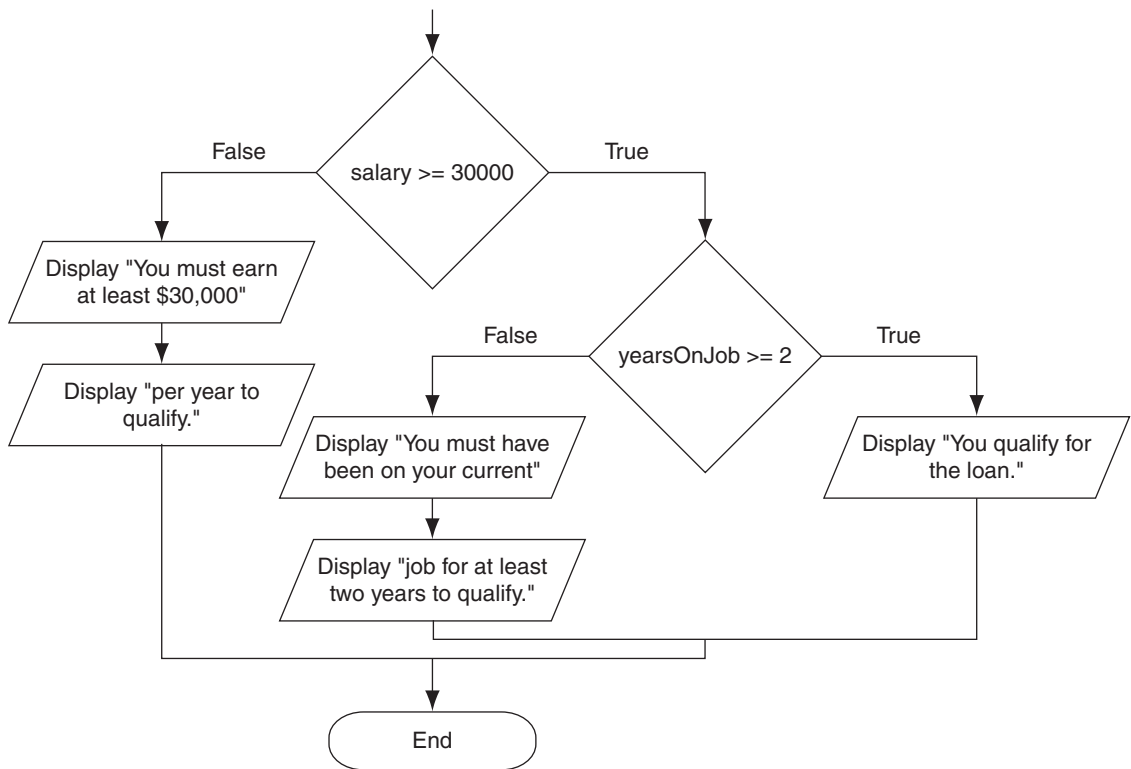 False
True
salary >= 30000
Display "You must earn
at least $30,000"
False
True
yearsOnJob >= 2
Display "per year to
qualify."
Display "You must have
been on your current"
Display "You qualify for
the loan."
Display "job for at least
two years to qualify."
End